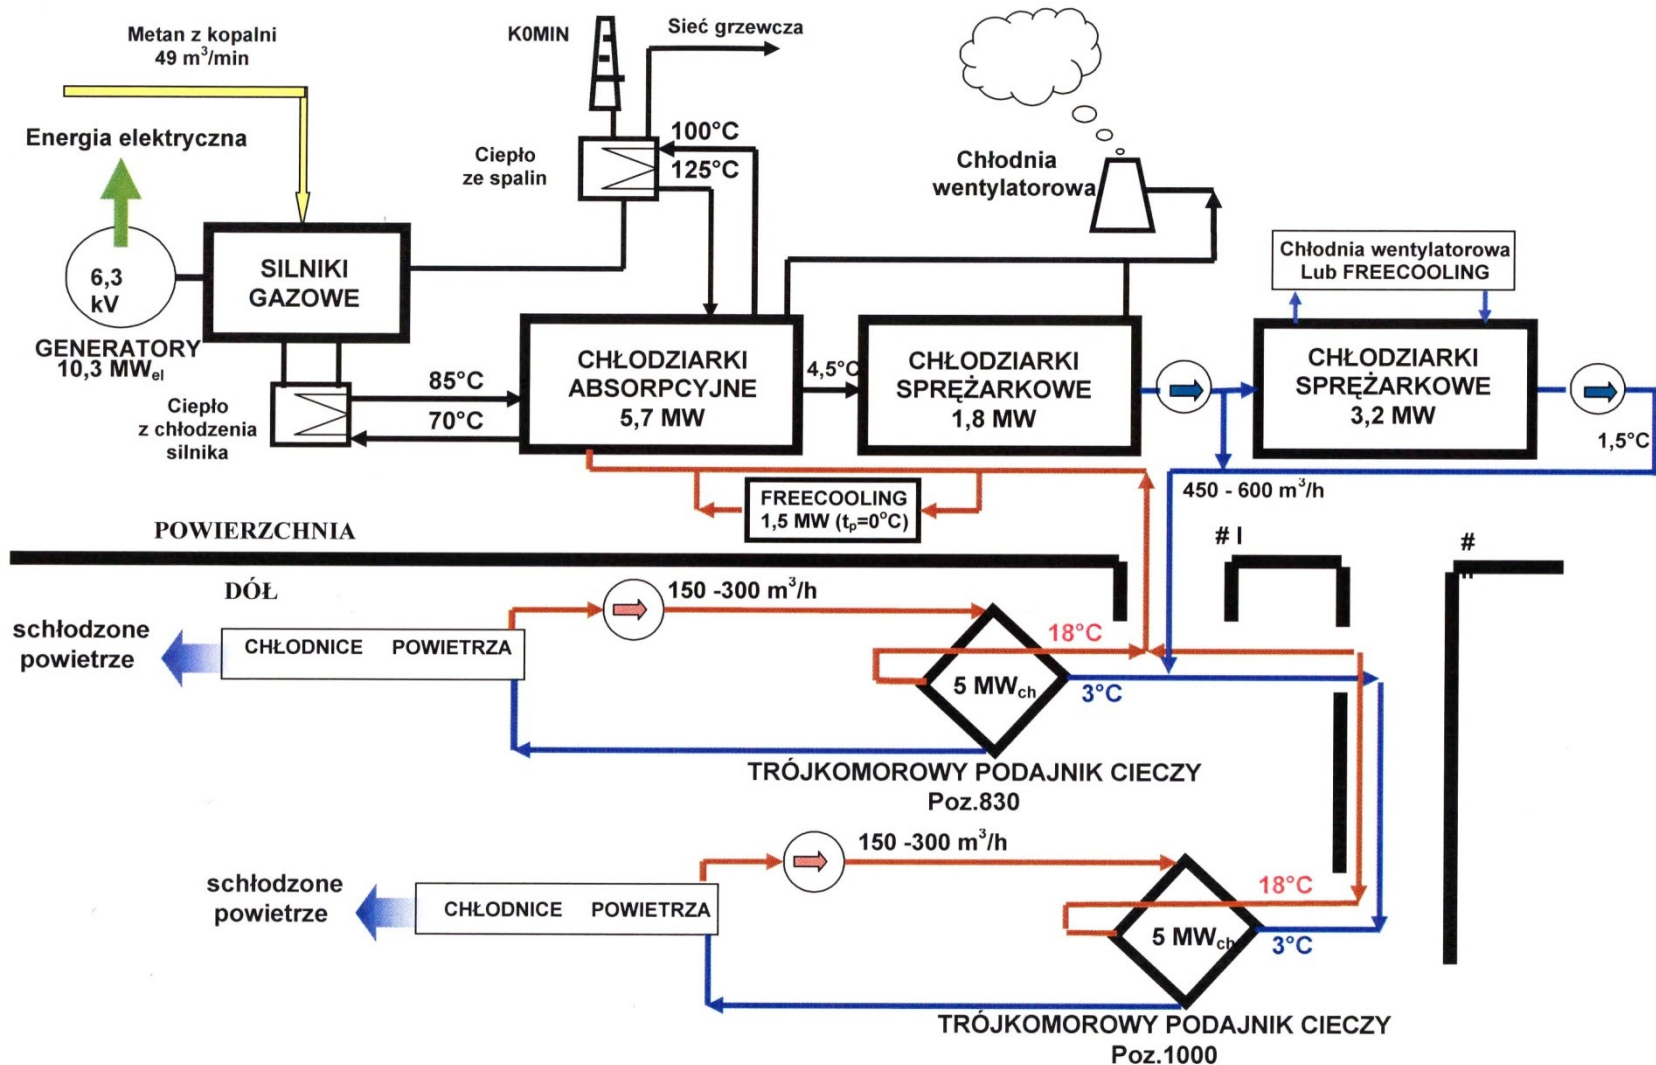 Metan z kopalni
49 m³/min
K0MIN
Sieć grzewcza
Energia elektryczna
Ciepło
ze spalin
100°C
125°C
Chłodnia
wentylatorowa
6,3
kV
SILNIKI
GAZOWE
Chłodnia wentylatorowa
Lub FREECOOLING
GENERATORY
10,3 MWel
Ciepło
z chłodzenia
silnika
85°C
70°C
CHŁODZIARKI
ABSORPCYJNE
5,7 MW
4,5°C
CHŁODZIARKI
SPRĘŻARKOWE
1,8 MW
CHŁODZIARKI
SPRĘŻARKOWE
3,2 MW
1,5°C
FREECOOLING
1,5 MW (tp=0°C)
450 - 600 m³/h
POWIERZCHNIA
# I
#
DÓŁ
150 -300 m³/h
schłodzone
powietrze
CHŁODNICE POWIETRZA
18°C
5 MWch
3°C
TRÓJKOMOROWY PODAJNIK CIECZY
Poz.830
150 -300 m³/h
schłodzone
powietrze
CHŁODNICE POWIETRZA
18°C
5 MWch
3°C
TRÓJKOMOROWY PODAJNIK CIECZY
Poz.1000